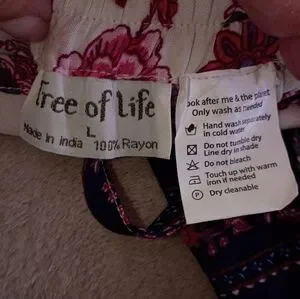 Tree of life
L
Made in India 100% Rayon
ook after me & the planet
Only wash as needed
Hand wash separately
in cold water
Do not tumble dry
Line dry in shade
Do not bleach
Touch up with warm
iron if needed
P
Dry cleanable